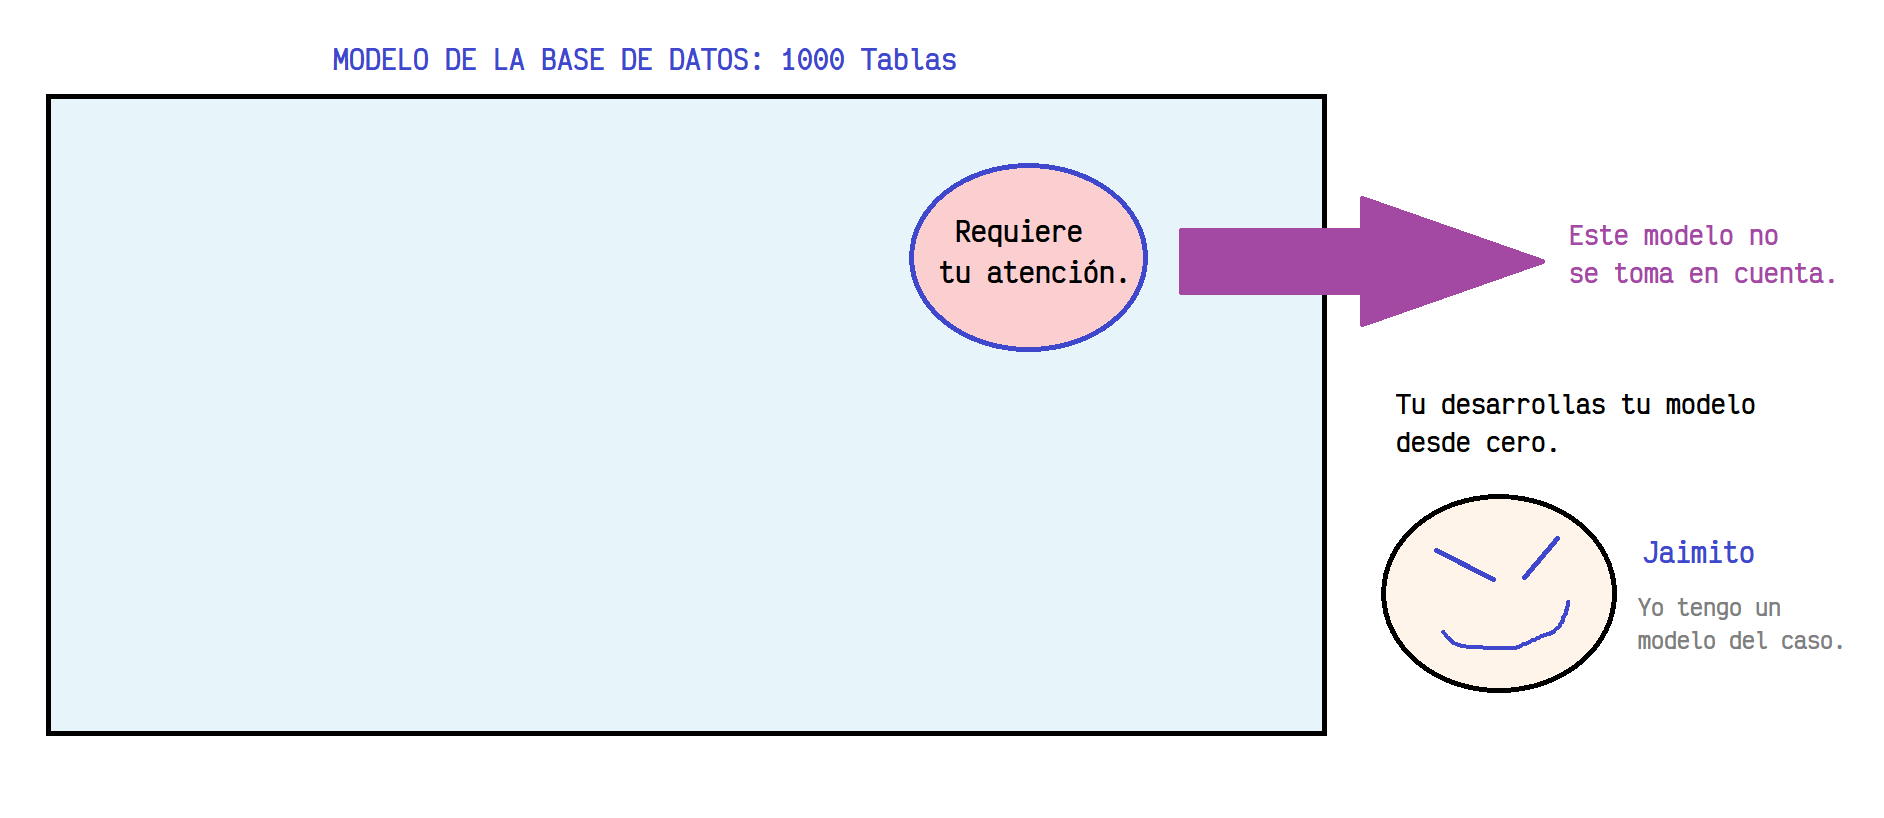 MODELO DE LA BASE DE DATOS: 1000 Tablas
Requiere
tu atención.
Este modelo no
se toma en cuenta.
Tu desarrollas tu modelo
desde cero.
Jaimito
Yo tengo un
modelo del caso.